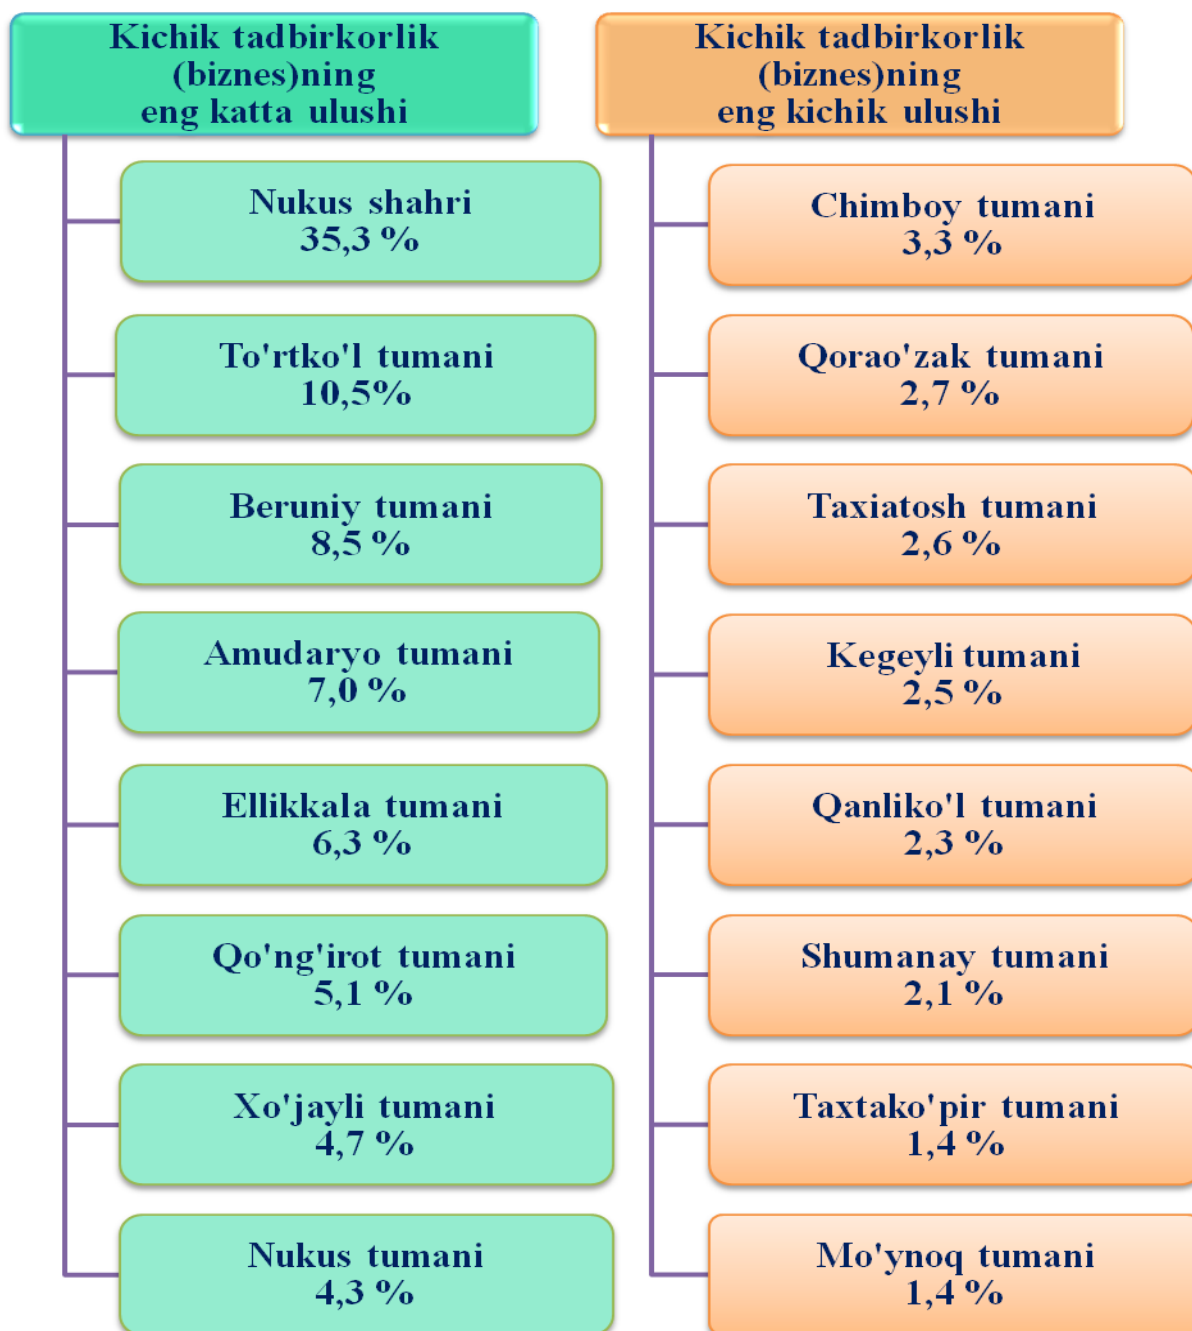 Kichik tadbirkorlik
(biznes)ning
eng katta ulushi
Nukus shahri
35,3 %
To'rtko'l tumani
10,5%
Beruniy tumani
8,5 %
Amudaryo tumani
7,0 %
Ellikkala tumani
6,3 %
Qo'ng'irot tumani
5,1 %
Xo'jayli tumani
4,7 %
Nukus tumani
4,3 %
Kichik tadbirkorlik
(biznes)ning
eng kichik ulushi
Chimboy tumani
3,3 %
Qorao'zak tumani
2,7 %
Taxiatosh tumani
2,6 %
Kegeyli tumani
2,5 %
Qanliko'l tumani
2,3 %
Shumanay tumani
2,1 %
Taxtako'pir tumani
1,4 %
Mo'ynoq tumani
1,4 %